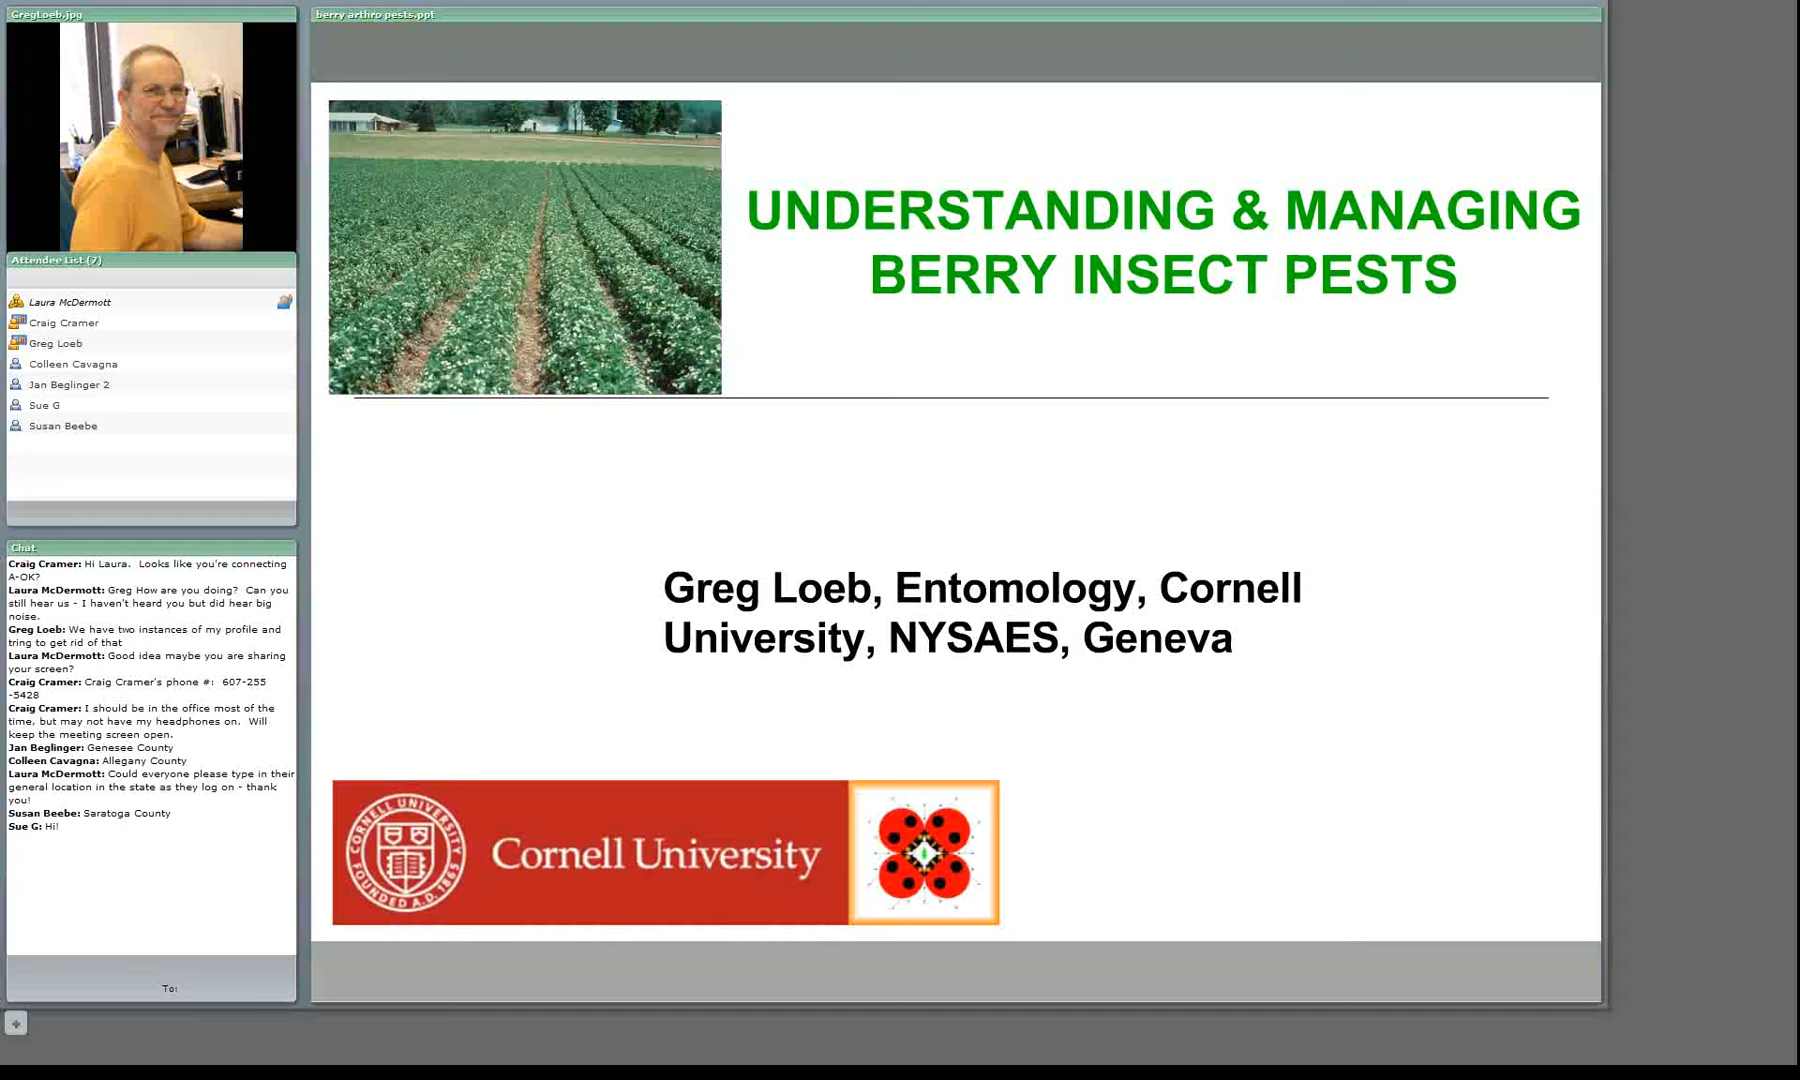 GregLoeb.jpg
Attendee List (7)
Laura McDermott
Craig Cramer
Greg Loeb
Colleen Cavagna
Jan Beglinger 2
Sue G
Susan Beebe
Chat
Craig Cramer: Hi Laura.  Looks like you're connecting
A-OK?
Laura McDermott: Greg How are you doing?  Can you
still hear us - I haven't heard you but did hear big
noise.
Greg Loeb: We have two instances of my profile and
tring to get rid of that
Laura McDermott: Good idea maybe you are sharing
your screen?
Craig Cramer: Craig Cramer's phone #:  607-255
-5428
Craig Cramer: I should be in the office most of the
time, but may not have my headphones on.  Will
keep the meeting screen open.
Jan Beglinger: Genesee County
Colleen Cavagna: Allegany County
Laura McDermott: Could everyone please type in their
general location in the state as they log on - thank
you!
Susan Beebe: Saratoga County
Sue G: Hi!
To:
berry arthro pests.ppt
UNDERSTANDING & MANAGING
BERRY INSECT PESTS
Greg Loeb, Entomology, Cornell
University, NYSAES, Geneva
CORNELL UNIVERSITY
FOUNDED A.D. 1865
Cornell University